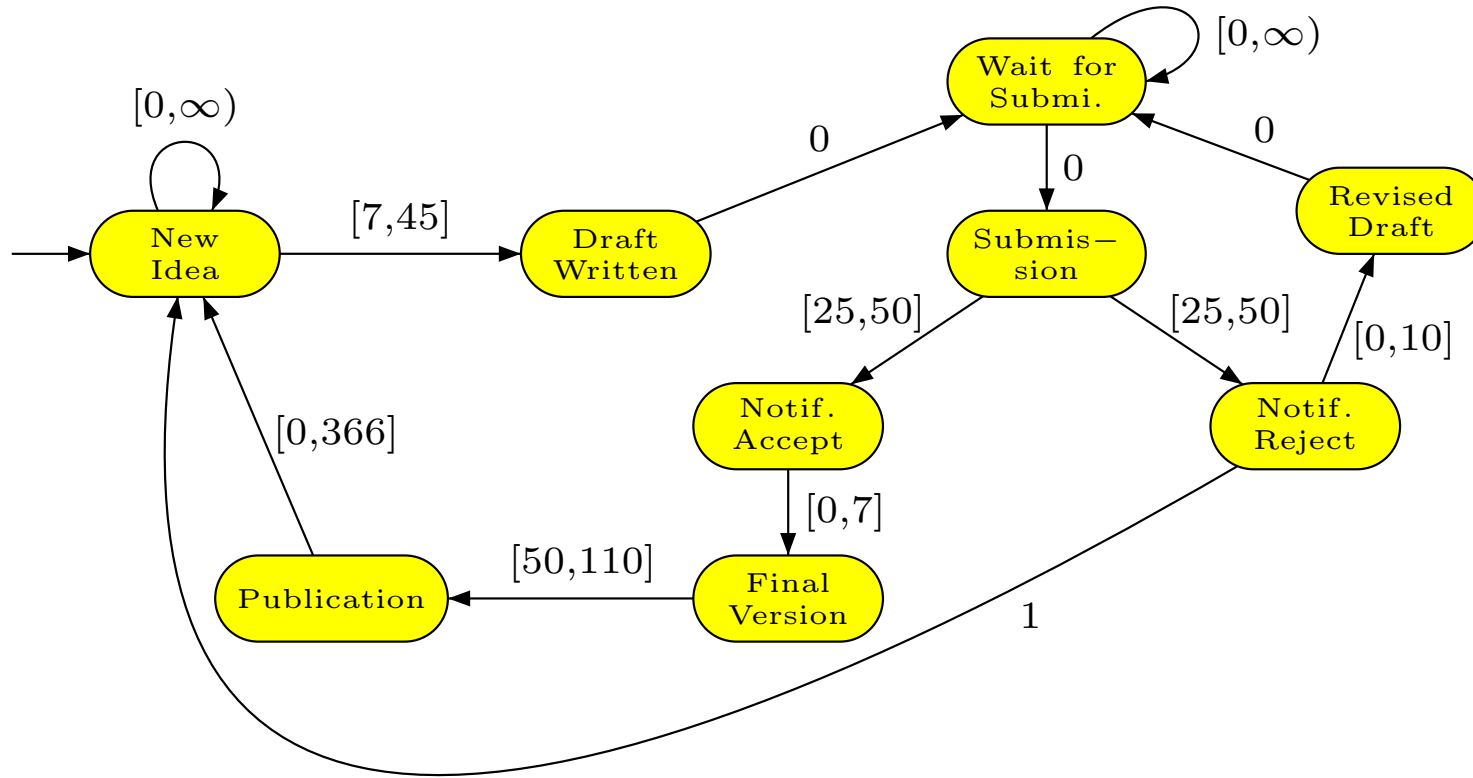 [0,∞)
Wait for
Submi.
[0,∞)
0
0
0
Revised
Draft
New
Idea
[7,45]
Draft
Written
Submis–
sion
[25,50]
[25,50]
[0,10]
Notif.
Accept
Notif.
Reject
[0,366]
[0,7]
[50,110]
Publication
Final
Version
1